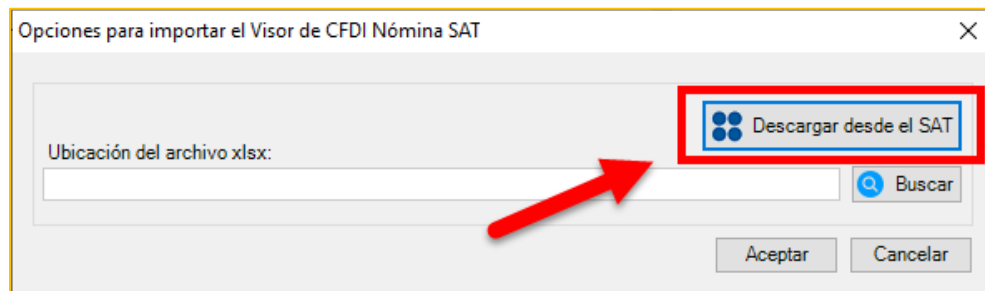 Opciones para importar el Visor de CFDI Nómina SAT
Descargar desde el SAT
Ubicación del archivo xlsx:
Buscar
Aceptar
Cancelar